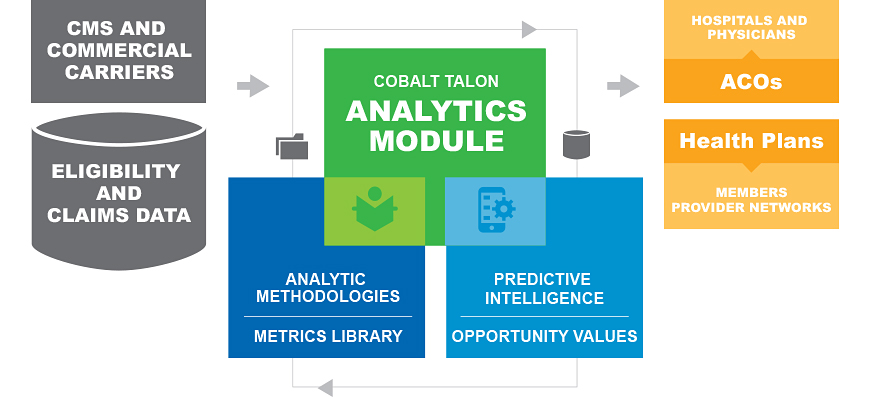 CMS AND
COMMERCIAL
CARRIERS
ELIGIBILITY
AND
CLAIMS DATA
COBALT TALON
ANALYTICS
MODULE
ANALYTIC
METHODOLOGIES
METRICS LIBRARY
PREDICTIVE
INTELLIGENCE
OPPORTUNITY VALUES
HOSPITALS AND
PHYSICIANS
ACOs
Health Plans
MEMBERS
PROVIDER NETWORKS